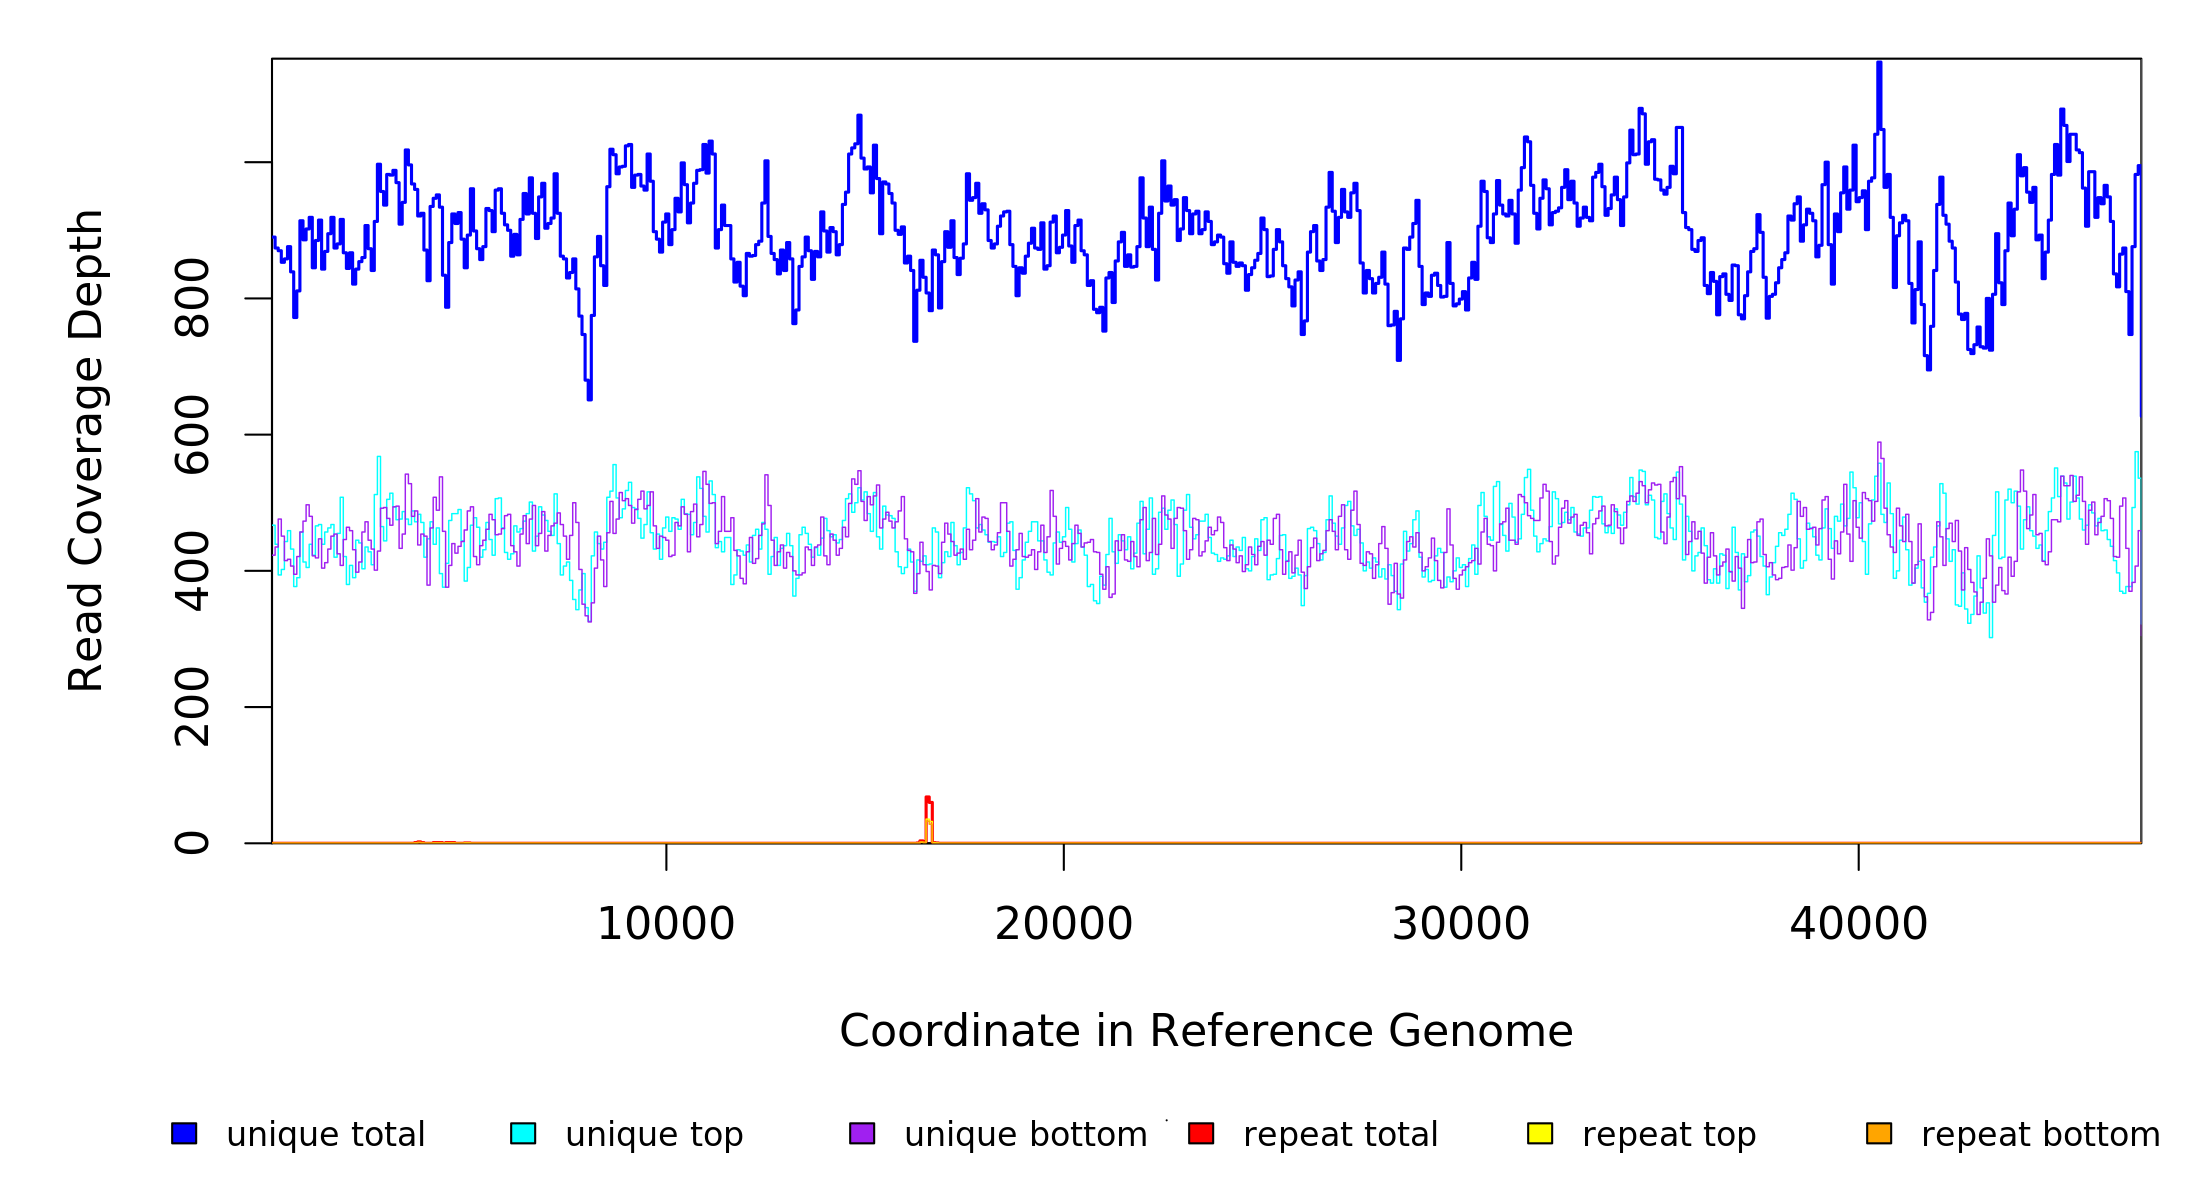 Read Coverage Depth
800
600
400
200
0
10000 20000 30000 40000
Coordinate in Reference Genome
unique total unique top unique bottom repeat total repeat top repeat bottom